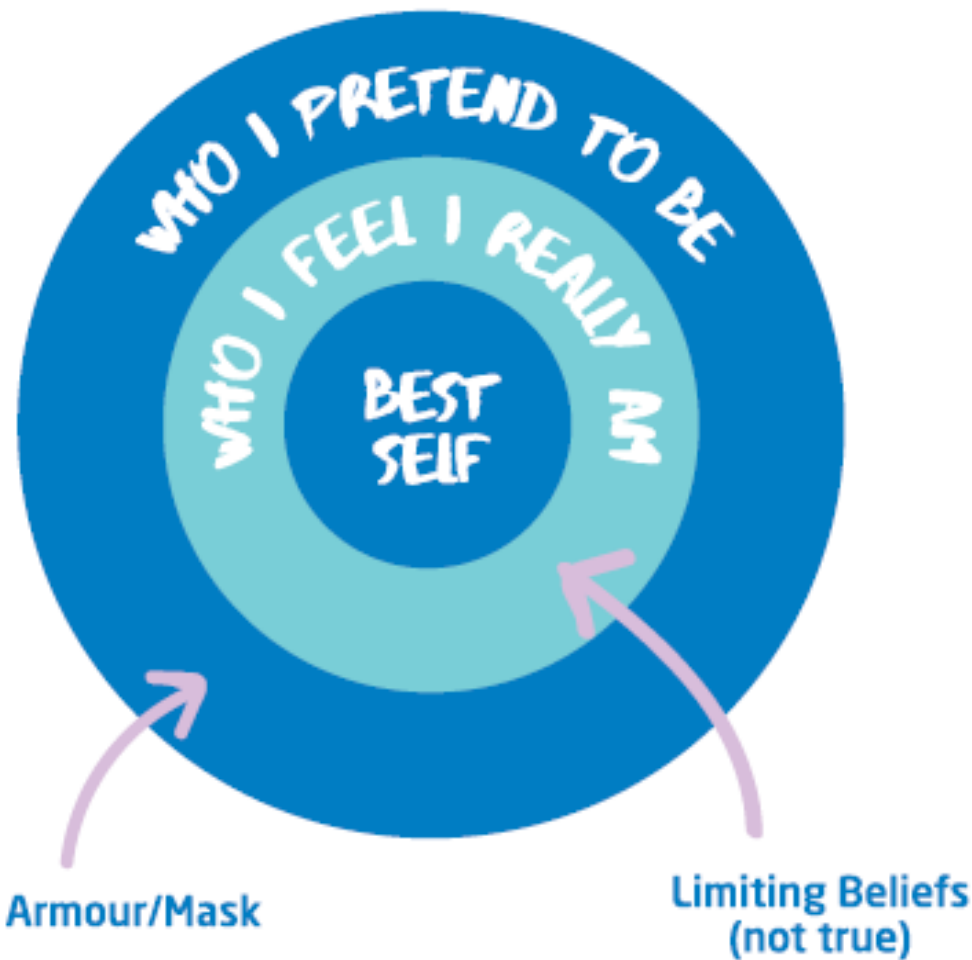 WHO I PRETEND TO BE
WHO I FEEL I REALLY AM
BEST
SELF
Armour/Mask
Limiting Beliefs
(not true)